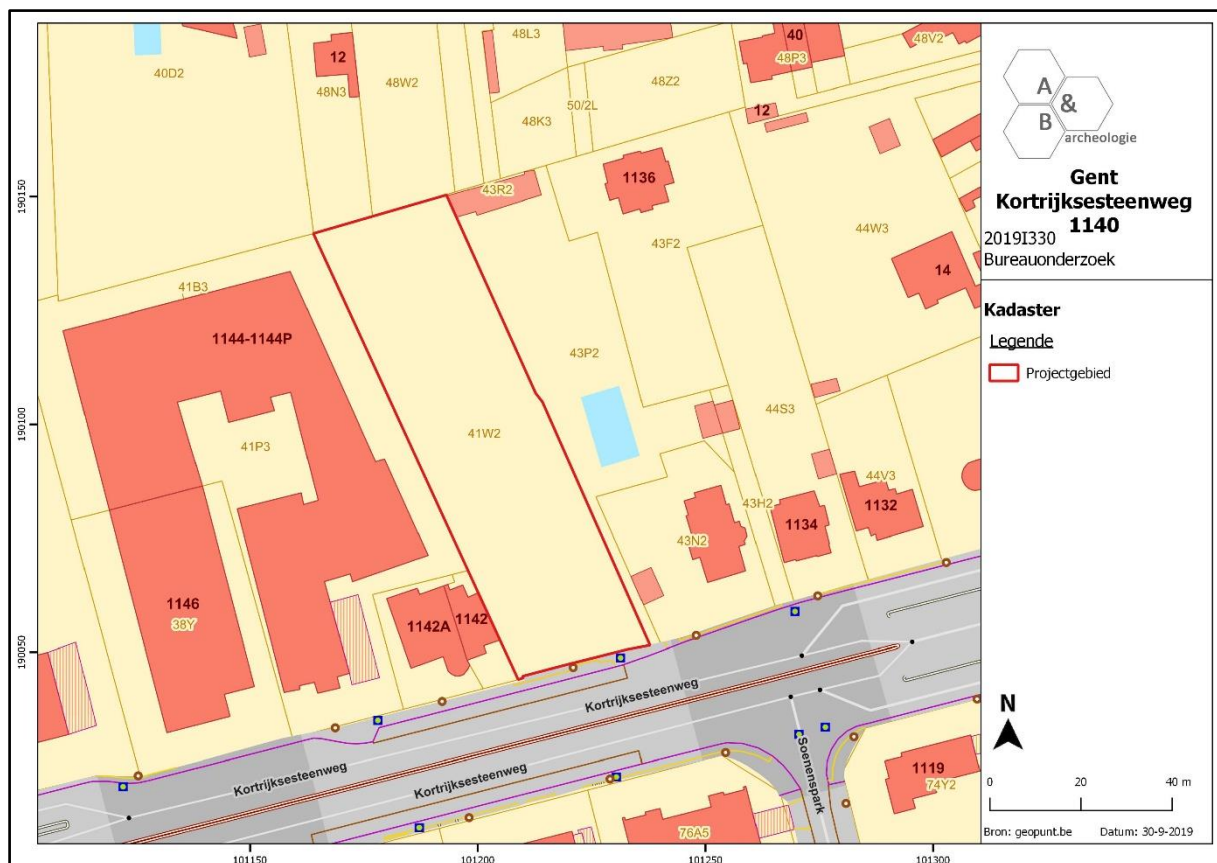 48L3
40
48V2
12
48P3
40D2
48N3
48W2
48Z2
50/2L
48K3
12
43R2
1136
190150
43F2
44W3
14
41B3
1144-1144P
43P2
190100
41W2
44S3
41P3
44V3
43H2
1132
1134
43N2
1146
38Y
1142A
1142
190050
Kortrijksesteenweg
Kortrijksesteenweg
Kortrijksesteenweg
Soenenspark
1119
74Y2
76A5
101150
101200
101250
101300
A
&
B
archeologie
Gent
Kortrijksesteenweg
1140
2019I330
Bureauonderzoek
Kadaster
Legende
Projectgebied
N
0 20 40 m
Bron: geopunt.be Datum: 30-9-2019